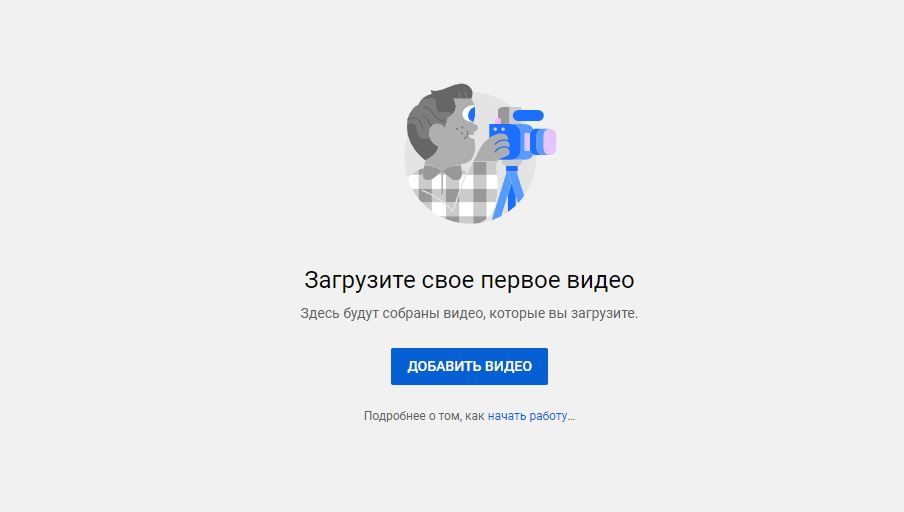 Загрузите свое первое видео
Здесь будут собраны видео, которые вы загрузите.
ДОБАВИТЬ ВИДЕО
Подробнее о том, как начать работу…